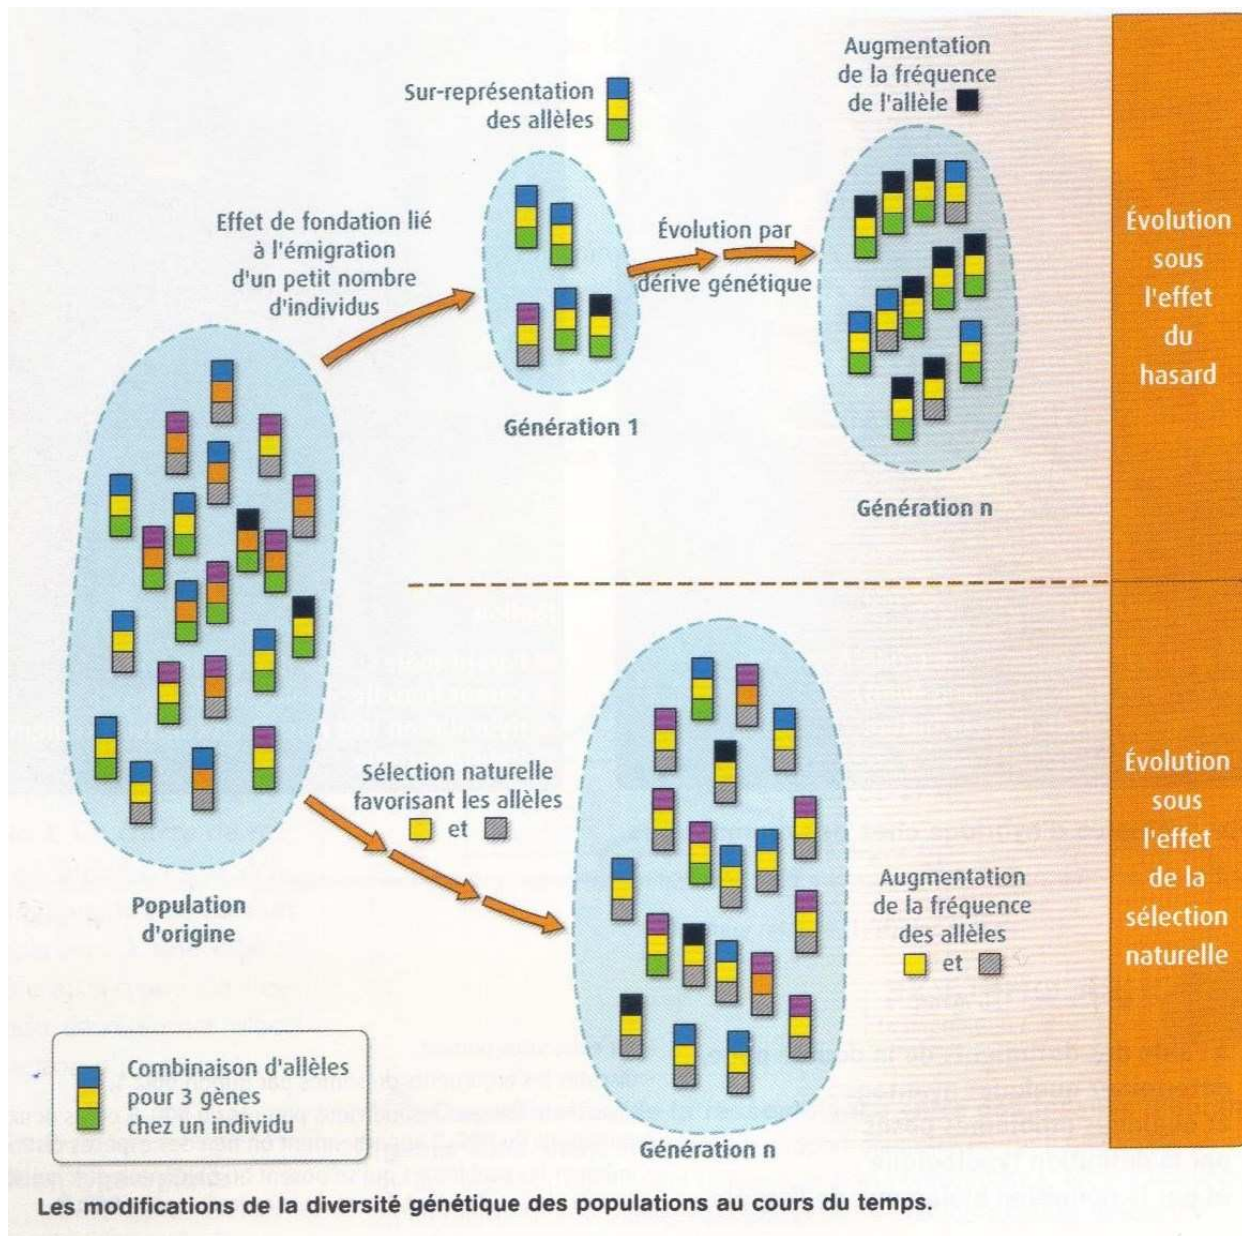 Sur-représentation
des allèles
Augmentation
de la fréquence
de l'allèle
Effet de fondation lié
à l'émigration
d'un petit nombre
d'individus
Évolution par
dérive génétique
Génération 1
Génération n
Évolution
sous
l'effet
du
hasard
Sélection naturelle
favorisant les allèles
et
Population
d'origine
Augmentation
de la fréquence
des allèles
et
Évolution
sous
l'effet
de la
sélection
naturelle
Combinaison d'allèles
pour 3 gènes
chez un individu
Génération n
Les modifications de la diversité génétique des populations au cours du temps.